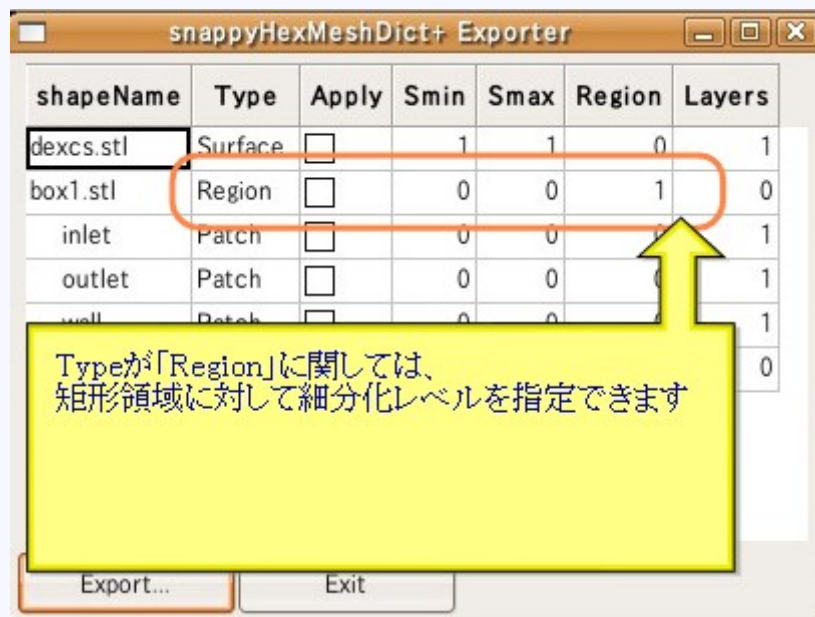 snappyHexMeshDict+ Exporter
shapeName Type Apply Smin Smax Region Layers
dexcs.stl Surface 1 1 0 1
box1.stl Region 0 0 1 0
inlet Patch 0 0 1
outlet Patch 0 0 1
1
0
Typeが「Region」に関しては、
矩形領域に対して細分化レベルを指定できます
Export... Exit